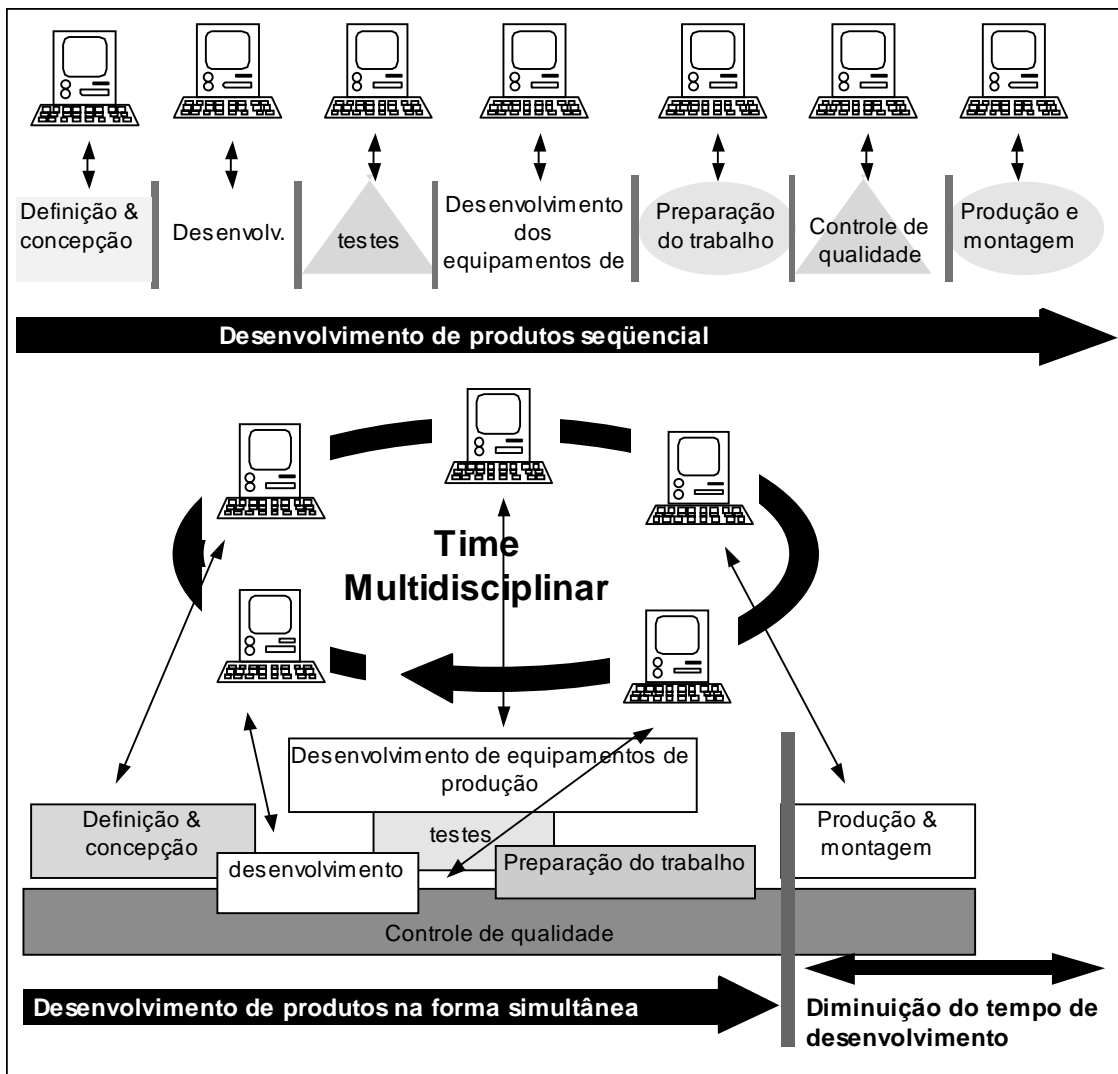 Definição &
concepção
Desenvolv.
testes
Desenvolvimento
dos
equipamentos de
Preparação
do trabalho
Controle de
qualidade
Produção e
montagem
Desenvolvimento de produtos seqüencial
Time
Multidisciplinar
Desenvolvimento de equipamentos de
produção
Definição &
concepção
testes
desenvolvimento
Preparação do trabalho
Produção &
montagem
Controle de qualidade
Desenvolvimento de produtos na forma simultânea
Diminuição do tempo de
desenvolvimento